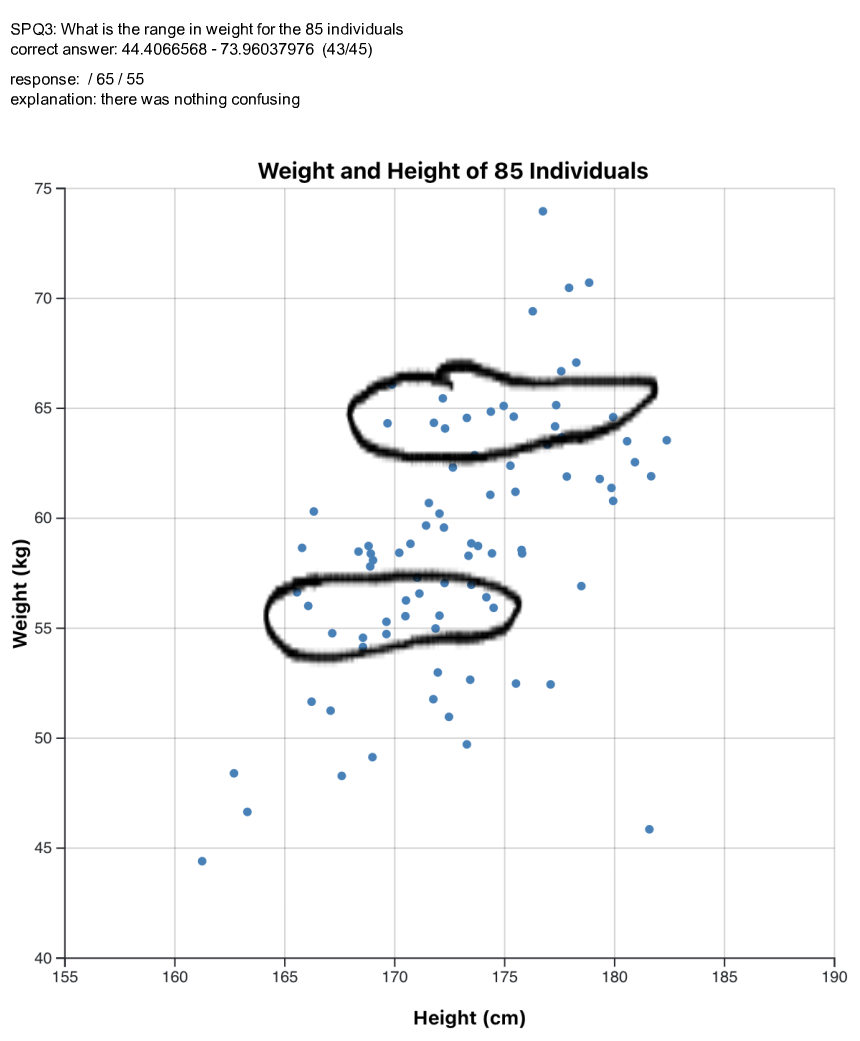 SPQ3: What is the range in weight for the 85 individuals
correct answer: 44.4066568 - 73.96037976  (43/45)
response:  / 65 / 55
explanation: there was nothing confusing
Weight and Height of 85 Individuals
75
70
65
60
55
50
45
40
Weight (kg)
155 160 165 170 175 180 185 190
Height (cm)